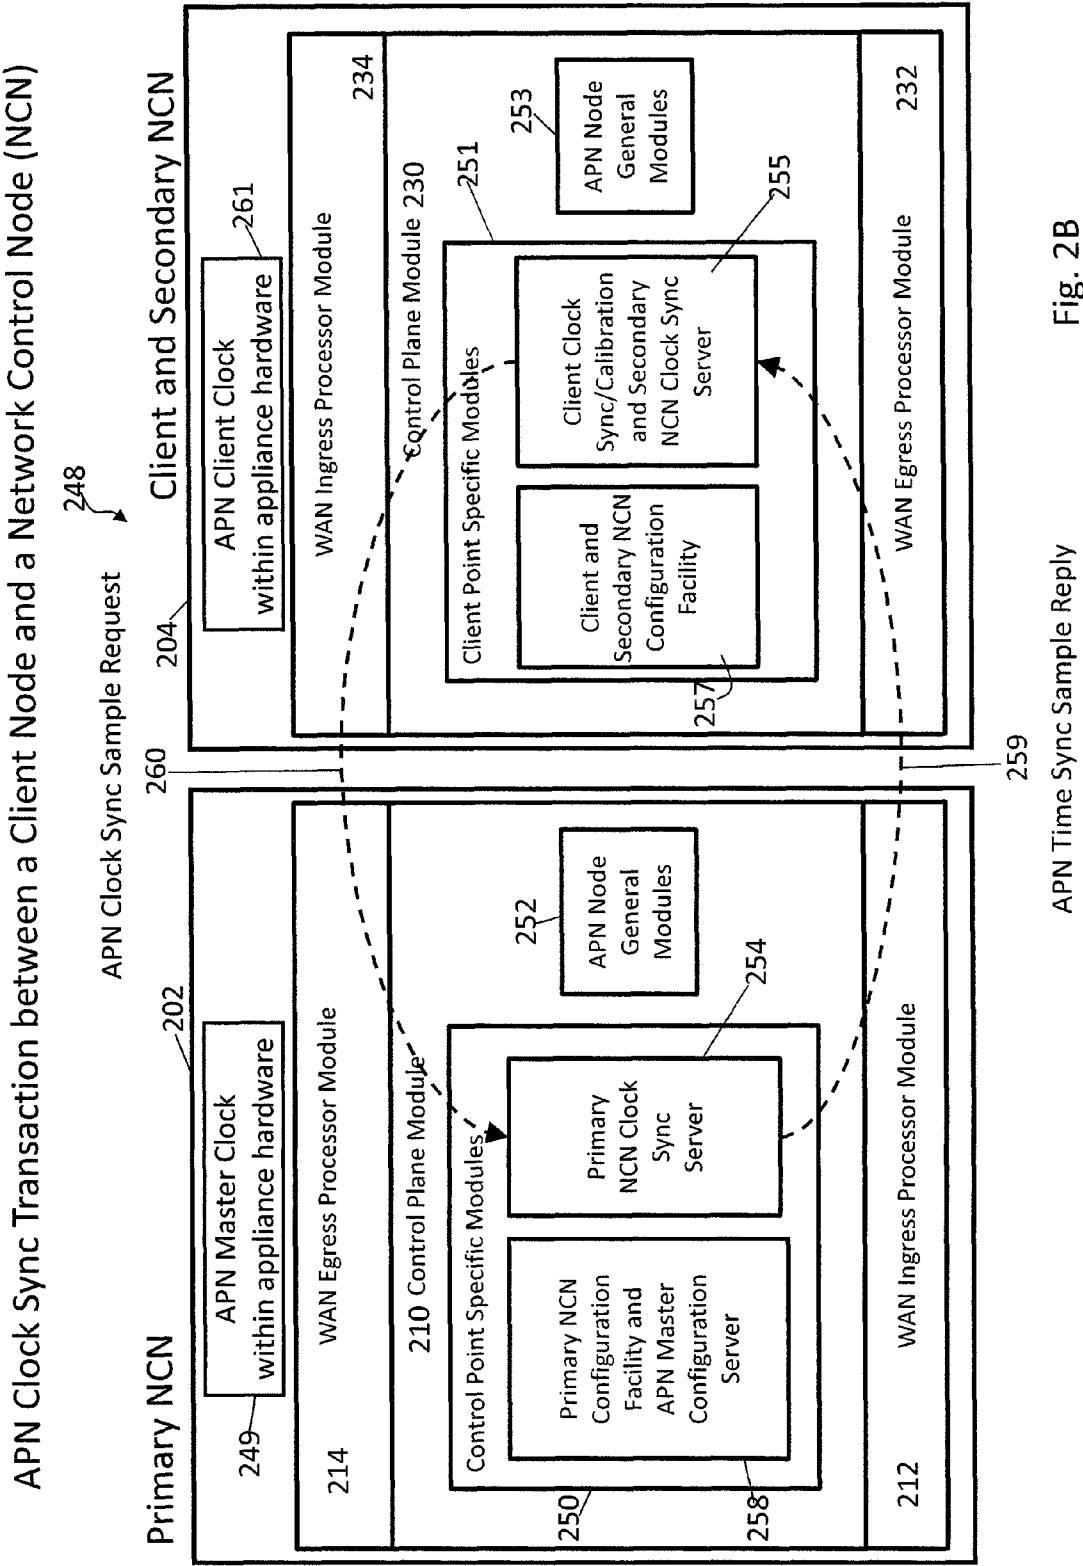 APN Clock Sync Transaction between a Client Node and a Network Control Node (NCN)
248
APN Clock Sync Sample Request
Primary NCN
202
260
204
Client and Secondary NCN
249
APN Master Clock
within appliance hardware
APN Client Clock
within appliance hardware
261
214
WAN Egress Processor Module
WAN Ingress Processor Module
234
210 Control Plane Module
Control Plane Module 230
Control Point Specific Modules
Client Point Specific Modules
251
250
258
Primary NCN
Configuration
Facility and
APN Master
Configuration
Server
Primary
NCN Clock
Sync
Server
254
252
APN Node
General
Modules
257
Client and
Secondary NCN
Configuration
Facility
Client Clock
Sync/Calibration
and Secondary
NCN Clock Sync
Server
255
253
APN Node
General
Modules
212
WAN Ingress Processor Module
WAN Egress Processor Module
232
259
APN Time Sync Sample Reply
Fig. 2B